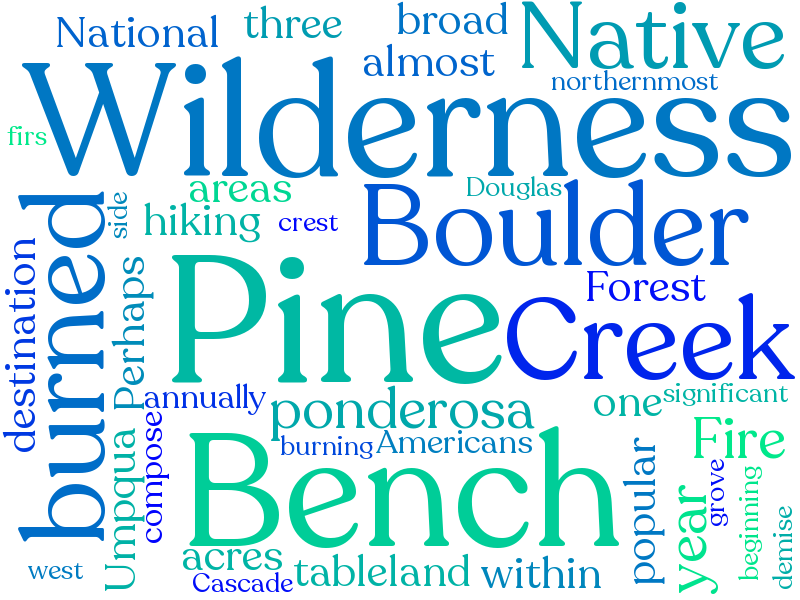 National three broad Native
almost
northernmost
Wilderness
firs
areas Douglas
side hiking crest Boulder
burned
destination
Perhaps
Pine Forest
Creek
annually ponderosa one significant
compose
Umpqua
burning Americans Fire
Bench
popular
year
grove
beginning
demise
acres
west Cascade tableland within